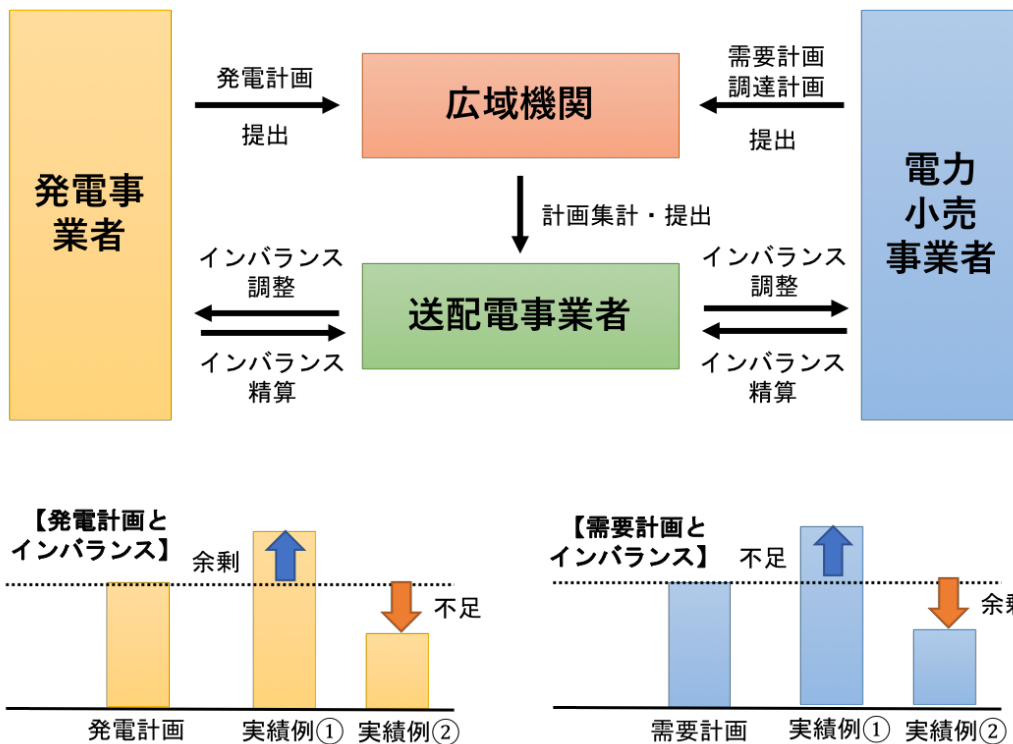 発電計画
提出
広域機関
需要計画
調達計画
提出
発電事
業者
計画集計・提出
電力
小売
事業者
インバランス
調整
送配電事業者
インバランス
調整
インバランス
精算
インバランス
精算
【発電計画と
インバランス】
余剰
不足
発電計画
実績例①
実績例②
【需要計画と
インバランス】
不足
余剰
需要計画
実績例①
実績例②